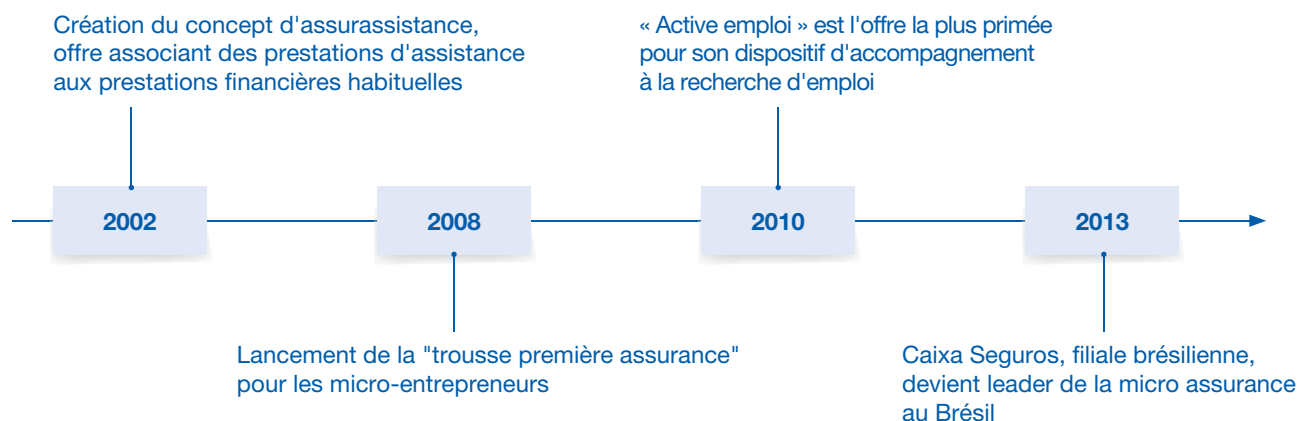 Création du concept d'assurassistance,
offre associant des prestations d'assistance
aux prestations financières habituelles
« Active emploi » est l'offre la plus primée
pour son dispositif d'accompagnement
à la recherche d'emploi
2002
2008
2010
2013
Lancement de la "trousse première assurance"
pour les micro-entrepreneurs
Caixa Seguros, filiale brésilienne,
devient leader de la micro assurance
au Brésil